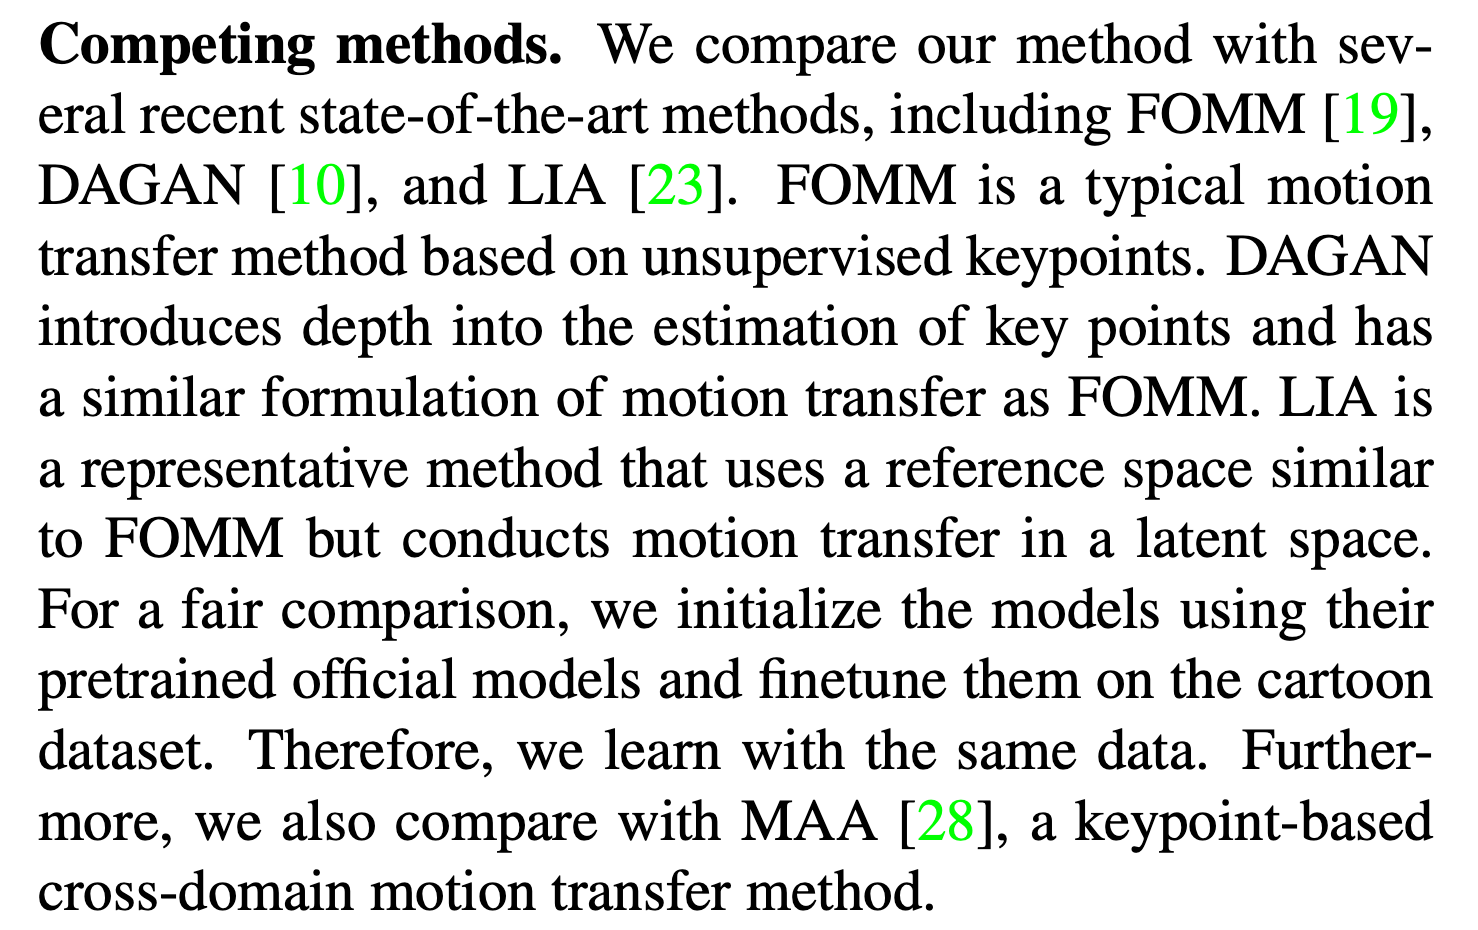 Competing methods. We compare our method with sev-
eral recent state-of-the-art methods, including FOMM [19],
DAGAN [10], and LIA [23]. FOMM is a typical motion
transfer method based on unsupervised keypoints. DAGAN
introduces depth into the estimation of key points and has
a similar formulation of motion transfer as FOMM. LIA is
a representative method that uses a reference space similar
to FOMM but conducts motion transfer in a latent space.
For a fair comparison, we initialize the models using their
pretrained official models and finetune them on the cartoon
dataset. Therefore, we learn with the same data. Further-
more, we also compare with MAA [28], a keypoint-based
cross-domain motion transfer method.